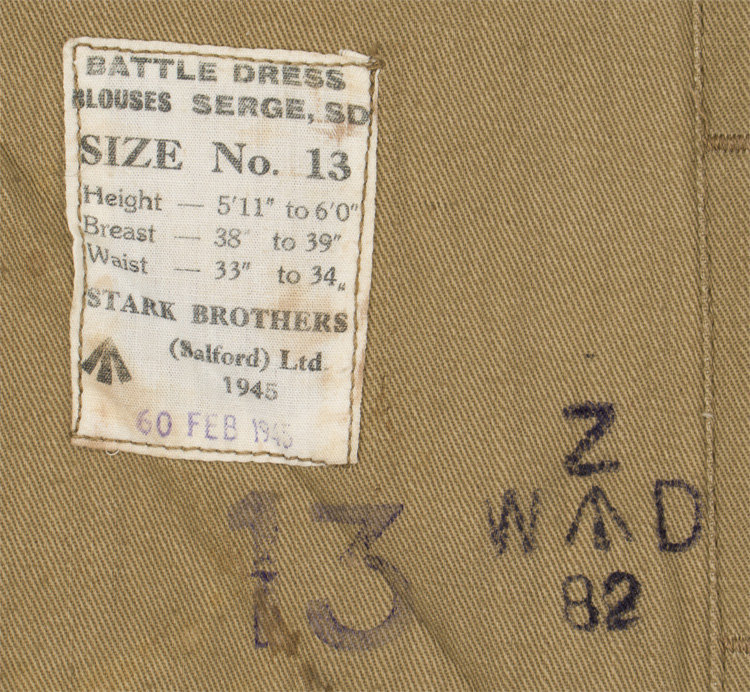 BATTLE DRESS
BLOUSES SERGE, SD
SIZE No. 13
Height — 5'11" to 6'0"
Breast — 38" to 39"
Waist — 33" to 34"
STARK BROTHERS
(Salford) Ltd.
1945
60 FEB 1945
13
Z
W D
82